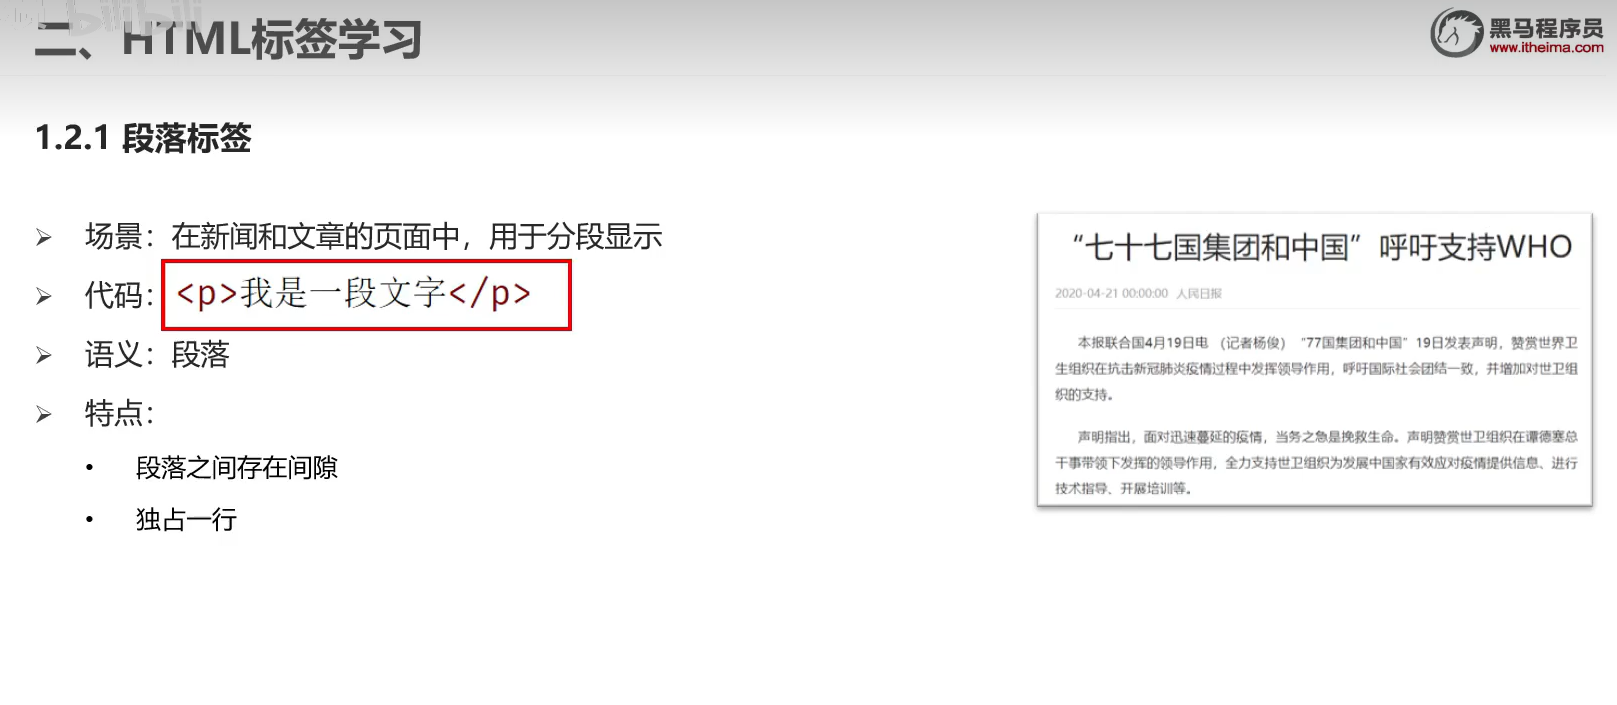 bilibili
二、HTML标签学习
黑马程序员
www.itheima.com
1.2.1 段落标签
场景：在新闻和文章的页面中，用于分段显示
代码：<p>我是一段文字</p>
语义：段落
特点：
段落之间存在间隙
独占一行
“七十七国集团和中国”呼吁支持WHO
2020-04-21 00:00:00 人民日报
本报联合国4月19日电 （记者杨俊）“77国集团和中国”19日发表声明，赞赏世界卫
生组织在抗击新冠肺炎疫情过程中发挥领导作用，呼吁国际社会团结一致，并增加对世卫组
织的支持。
声明指出，面对迅速蔓延的疫情，当务之急是挽救生命。声明赞赏世卫组织在谭德塞总
干事带领下发挥的领导作用，全力支持世卫组织为发展中国家有效应对疫情提供信息、进行
技术指导、开展培训等。